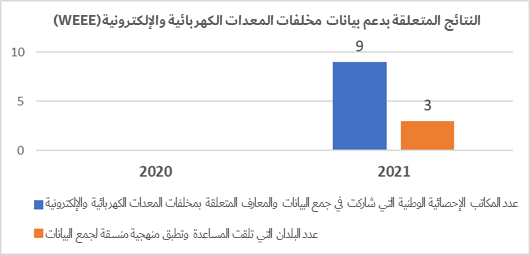 النتائج المتعلقة بدعم بيانات مخلفات المعدات الكهربائية والإلكترونية (WEEE)
10
5
0
9
3
2020
2021
عدد المكاتب الإحصائية الوطنية التي شاركت في جمع البيانات والمعارف المتعلقة بمخلفات المعدات الكهربائية والإلكترونية
عدد البلدان التي تلقت المساعدة وتطبق منهجية منسقة لجمع البيانات